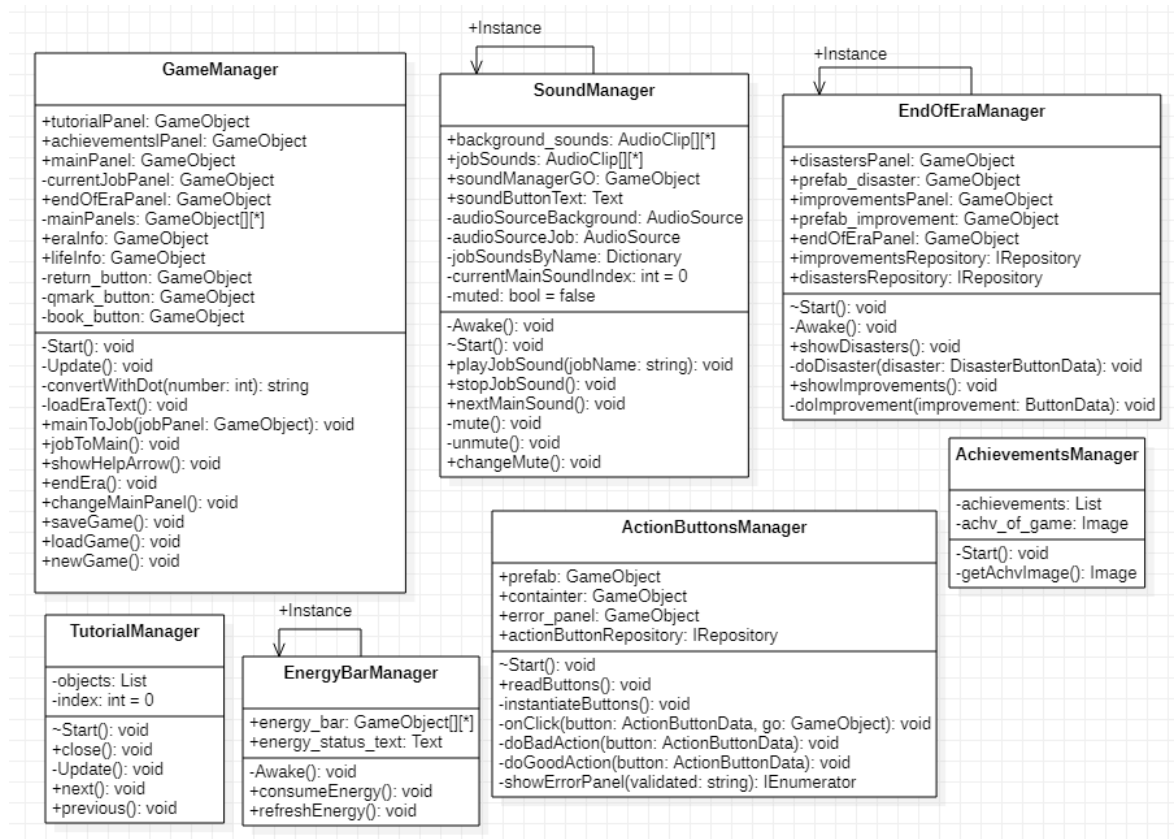 GameManager
+tutorialPanel: GameObject
+achievementslPanel: GameObject
+mainPanel: GameObject
-currentJobPanel: GameObject
+endOfEraPanel: GameObject
-mainPanels: GameObject[][*]
+eraInfo: GameObject
+lifeInfo: GameObject
-return_button: GameObject
-qmark_button: GameObject
-book_button: GameObject
-Start(): void
-Update(): void
-convertWithDot(number: int): string
-loadEraText(): void
+mainToJob(jobPanel: GameObject): void
+jobToMain(): void
+showHelpArrow(): void
+endEra(): void
+changeMainPanel(): void
+saveGame(): void
+loadGame(): void
+newGame(): void
+Instance
SoundManager
+background_sounds: AudioClip[][*]
+jobSounds: AudioClip[][*]
+soundManagerGO: GameObject
+soundButtonText: Text
-audioSourceBackground: AudioSource
-audioSourceJob: AudioSource
-jobSoundsByName: Dictionary
-currentMainSoundIndex: int = 0
-muted: bool = false
-Awake(): void
~Start(): void
+playJobSound(jobName: string): void
+stopJobSound(): void
+nextMainSound(): void
-mute(): void
-unmute(): void
+changeMute(): void
+Instance
EndOfEraManager
+disastersPanel: GameObject
+prefab_disaster: GameObject
+improvementsPanel: GameObject
+prefab_improvement: GameObject
+endOfEraPanel: GameObject
+improvementsRepository: IRepository
+disastersRepository: IRepository
~Start(): void
-Awake(): void
+showDisasters(): void
-doDisaster(disaster: DisasterButtonData): void
+showImprovements(): void
-doImprovement(improvement: ButtonData): void
AchievementsManager
-achievements: List
-achv_of_game: Image
-Start(): void
-getAchvImage(): Image
ActionButtonsManager
+prefab: GameObject
+containter: GameObject
+error_panel: GameObject
+actionButtonRepository: IRepository
~Start(): void
+readButtons(): void
-instantiateButtons(): void
-onClick(button: ActionButtonData, go: GameObject): void
-doBadAction(button: ActionButtonData): void
-doGoodAction(button: ActionButtonData): void
-showErrorPanel(validated: string): IEnumerator
TutorialManager
-objects: List
-index: int = 0
~Start(): void
+close(): void
-Update(): void
+next(): void
+previous(): void
+Instance
EnergyBarManager
+energy_bar: GameObject[][*]
+energy_status_text: Text
-Awake(): void
+consumeEnergy(): void
+refreshEnergy(): void